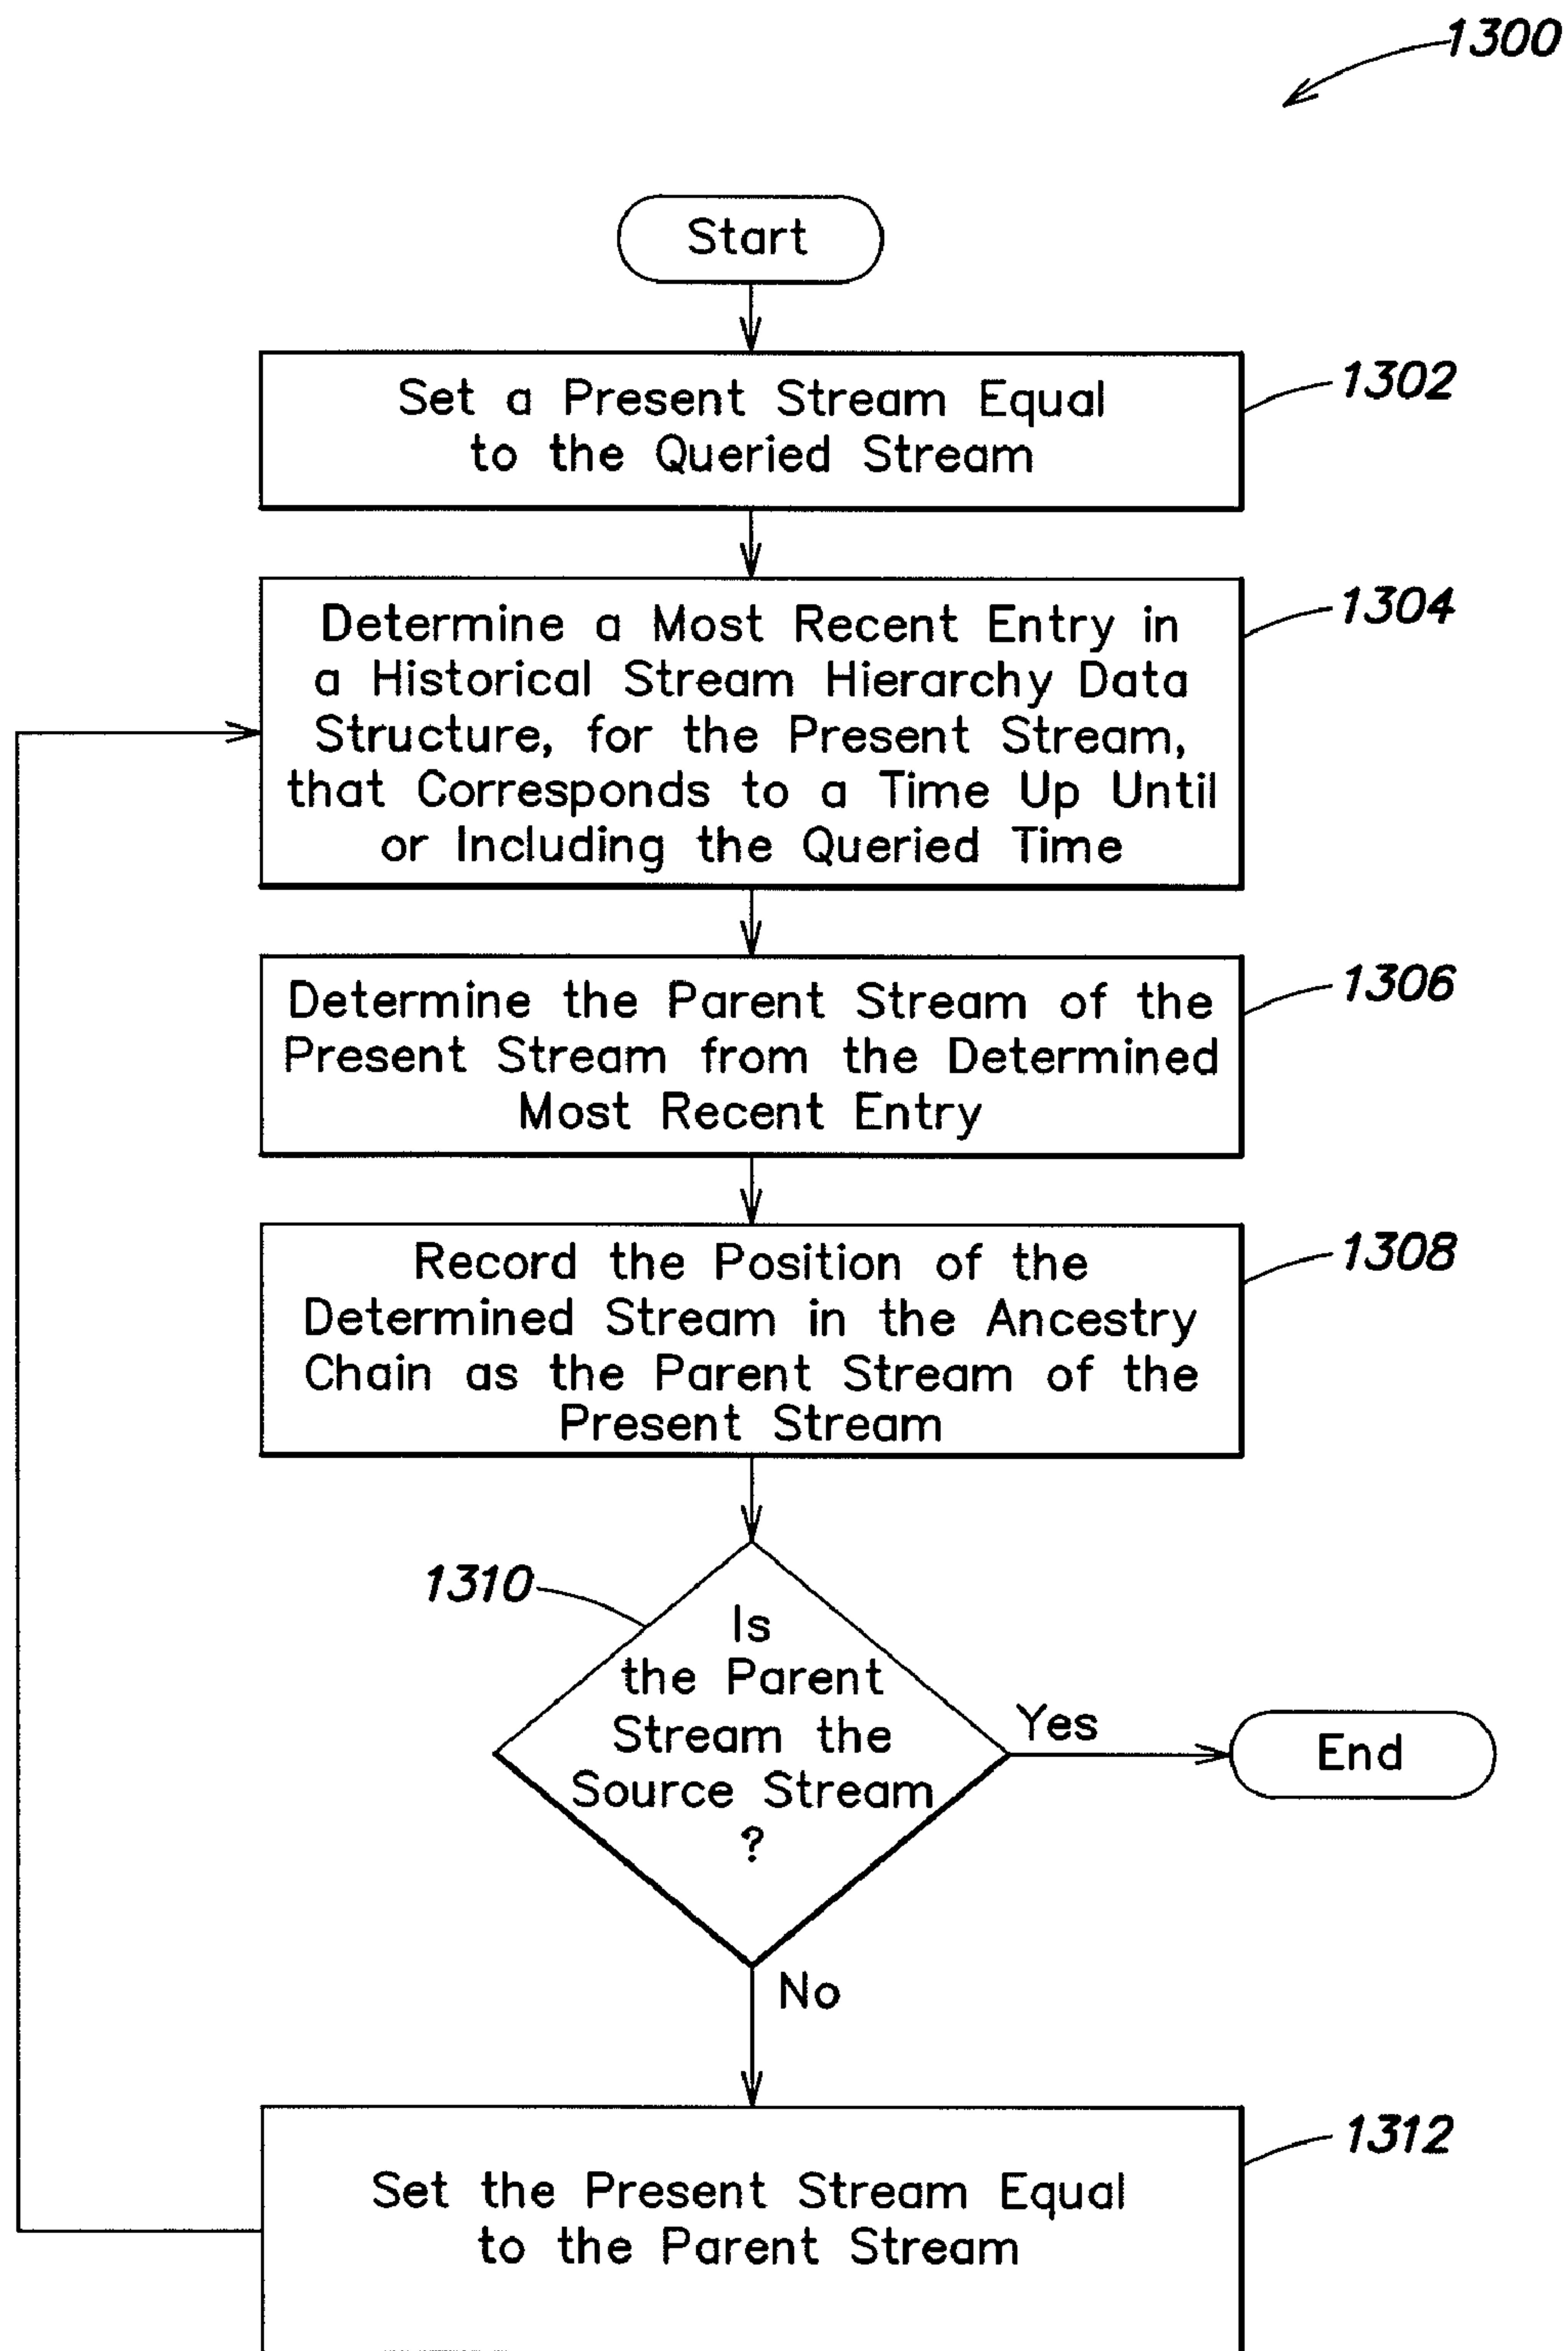 1300
Start
Set a Present Stream Equal
to the Queried Stream
1302
Determine a Most Recent Entry in
a Historical Stream Hierarchy Data
Structure, for the Present Stream,
that Corresponds to a Time Up Until
or Including the Queried Time
1304
Determine the Parent Stream of the
Present Stream from the Determined
Most Recent Entry
1306
Record the Position of the
Determined Stream in the Ancestry
Chain as the Parent Stream of the
Present Stream
1308
1310
Is
the Parent
Stream the
Source Stream
?
Yes
End
No
Set the Present Stream Equal
to the Parent Stream
1312